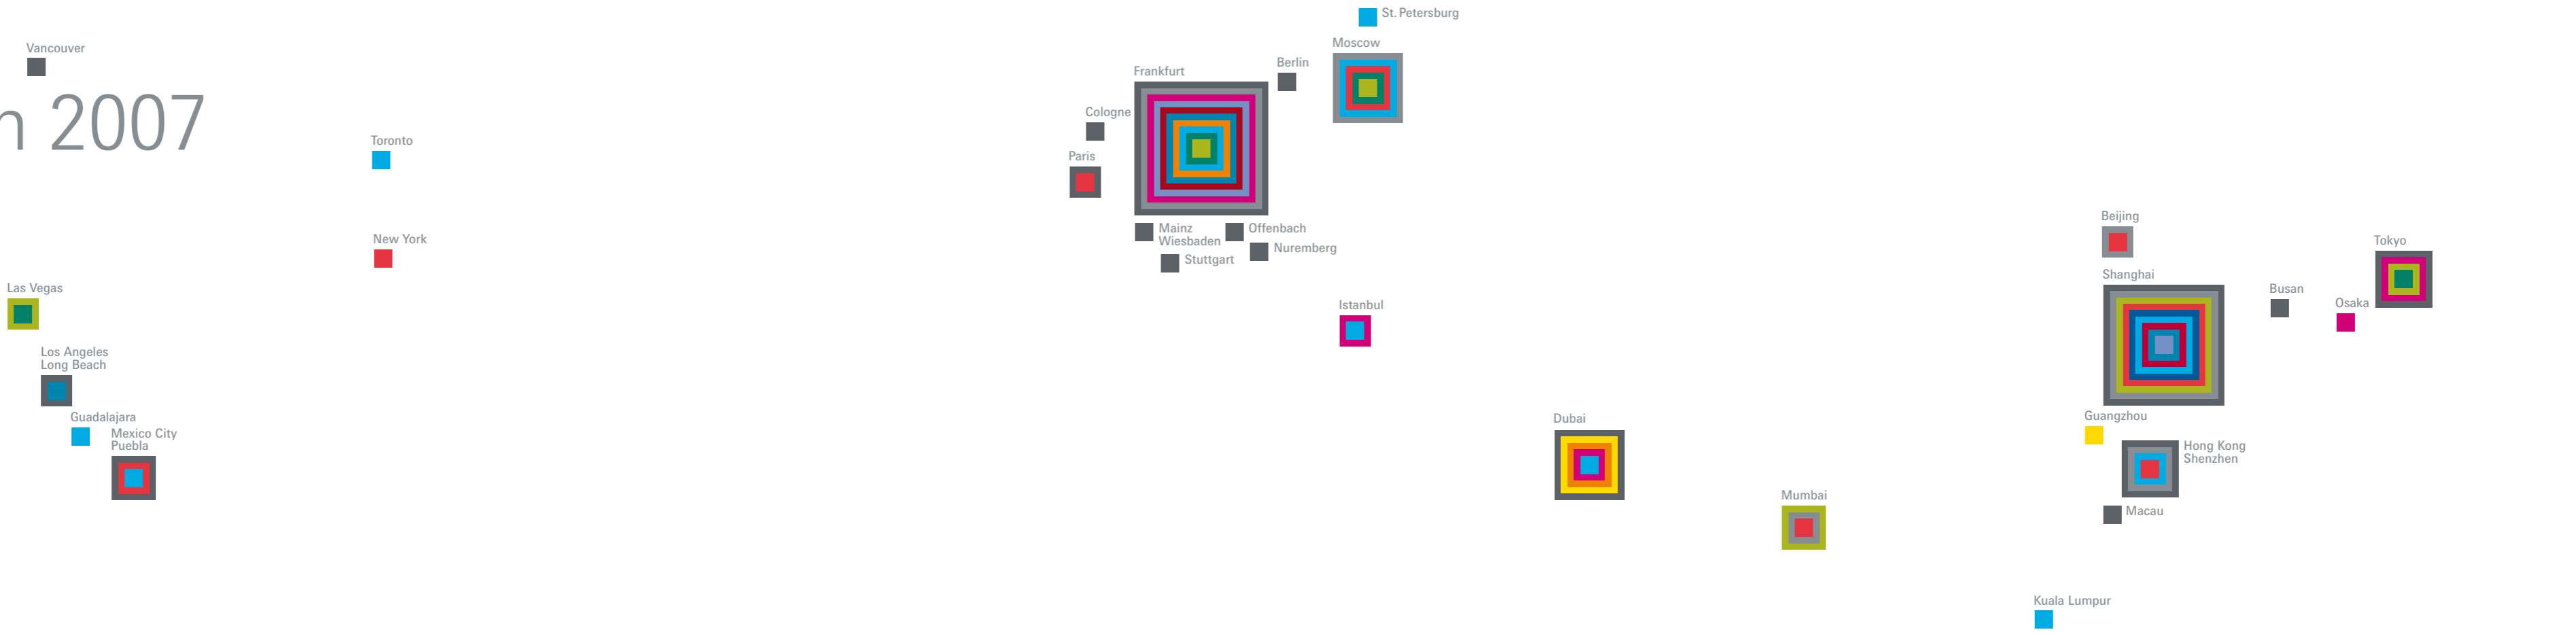 St. Petersburg
Moscow
Vancouver
Berlin
Frankfurt
n 2007
Cologne
Toronto
Paris
Beijing
Mainz
Wiesbaden
Offenbach
New York
Tokyo
Nuremberg
Stuttgart
Shanghai
Las Vegas
Busan
Osaka
Istanbul
Los Angeles
Long Beach
Guadalajara
Guangzhou
Dubai
Mexico City
Puebla
Hong Kong
Shenzhen
Mumbai
Macau
Kuala Lumpur